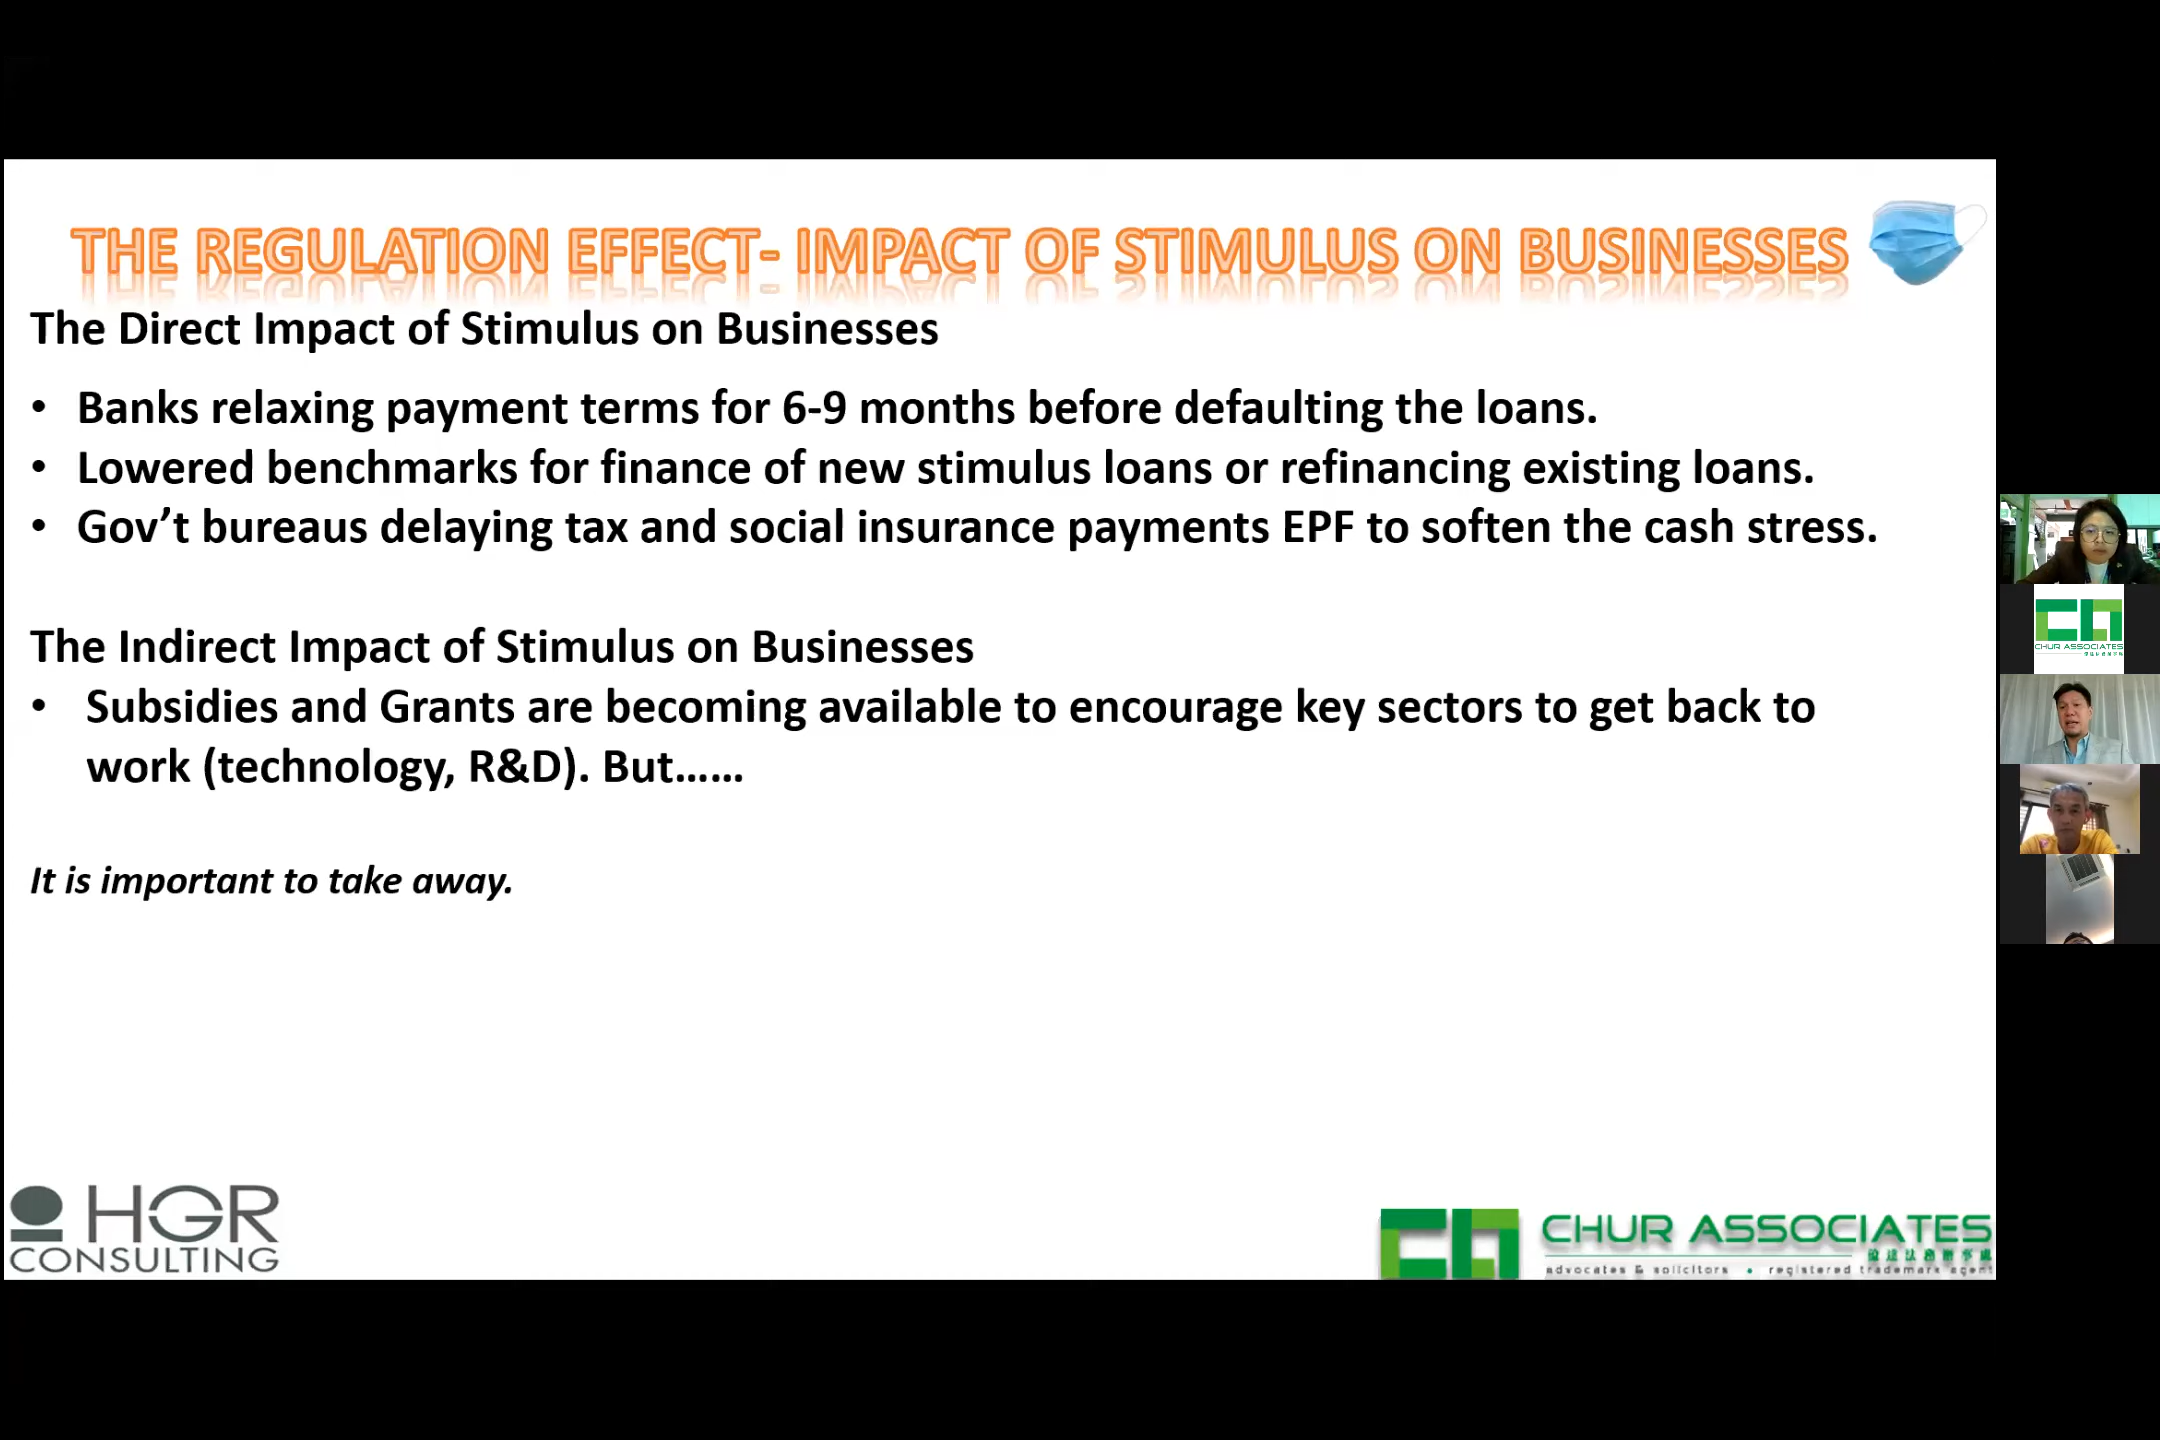 THE REGULATION EFFECT- IMPACT OF STIMULUS ON BUSINESSES
The Direct Impact of Stimulus on Businesses
• Banks relaxing payment terms for 6-9 months before defaulting the loans.
• Lowered benchmarks for finance of new stimulus loans or refinancing existing loans.
• Gov’t bureaus delaying tax and social insurance payments EPF to soften the cash stress.
The Indirect Impact of Stimulus on Businesses
• Subsidies and Grants are becoming available to encourage key sectors to get back to
work (technology, R&D). But......
It is important to take away.
HGR
CONSULTING
CHUR ASSOCIATES
advocates & solicitors • registered trademark agent
CHUR ASSOCIATES